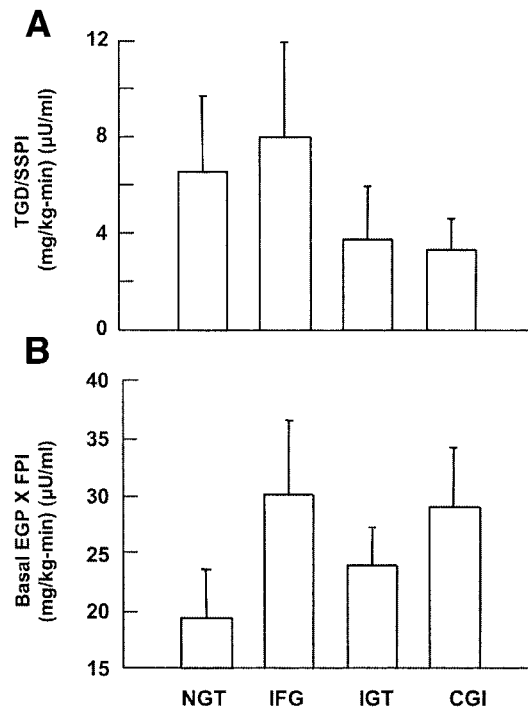 A
TGD/SSPI
(mg/kg-min) (µU/ml)
12
8
4
0
B
Basal EGP X FPI
(mg/kg-min) (µU/ml)
40
35
30
25
20
15
NGT IFG IGT CGI